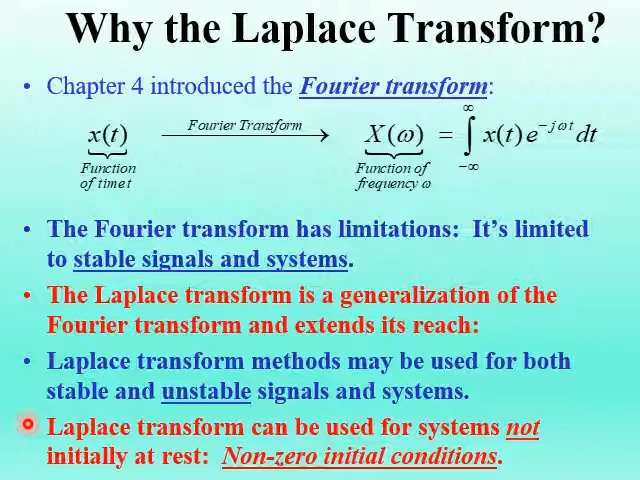 Why the Laplace Transform?
• Chapter 4 introduced the Fourier transform:
x(t) Fourier Transform → X(ω) = ∫_{−∞}^{∞} x(t) e^{−jωt} dt
Function of time t
Function of frequency ω
• The Fourier transform has limitations: It's limited
to stable signals and systems.
• The Laplace transform is a generalization of the
Fourier transform and extends its reach:
• Laplace transform methods may be used for both
stable and unstable signals and systems.
• Laplace transform can be used for systems not
initially at rest: Non-zero initial conditions.